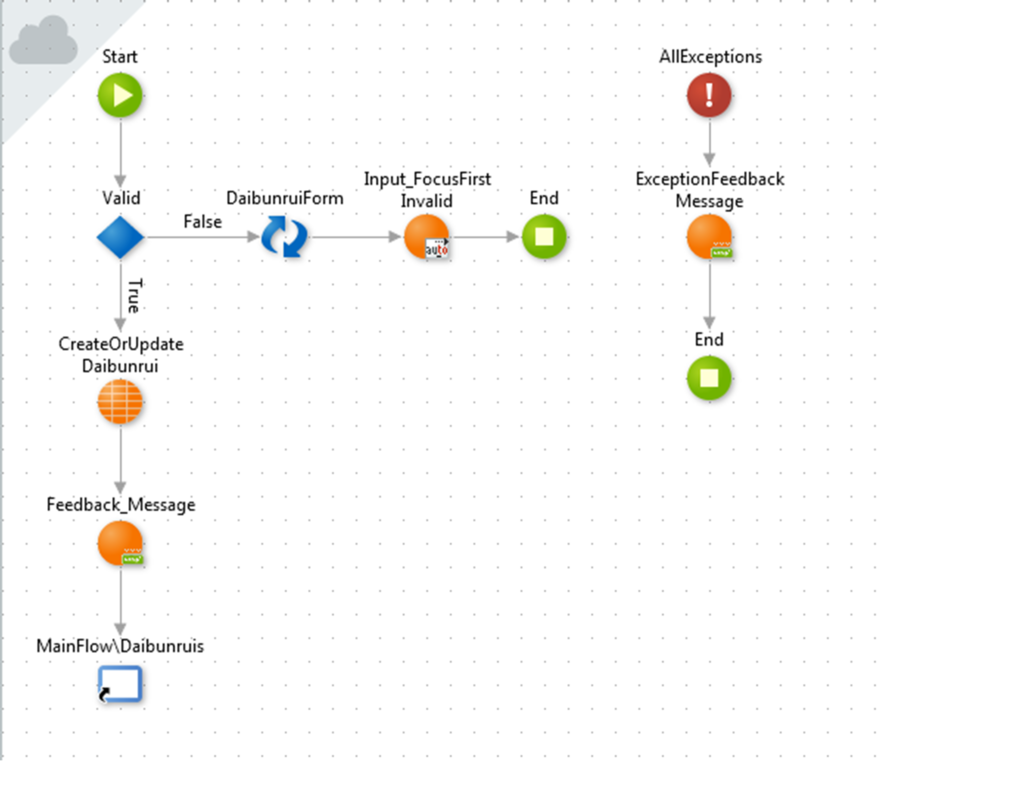 Start
AllExceptions
!
Valid
False
DaibunruiForm
Input_FocusFirst
Invalid
auto
End
ExceptionFeedback
Message
True
CreateOrUpdate
Daibunrui
End
Feedback_Message
MainFlow\Daibunruis